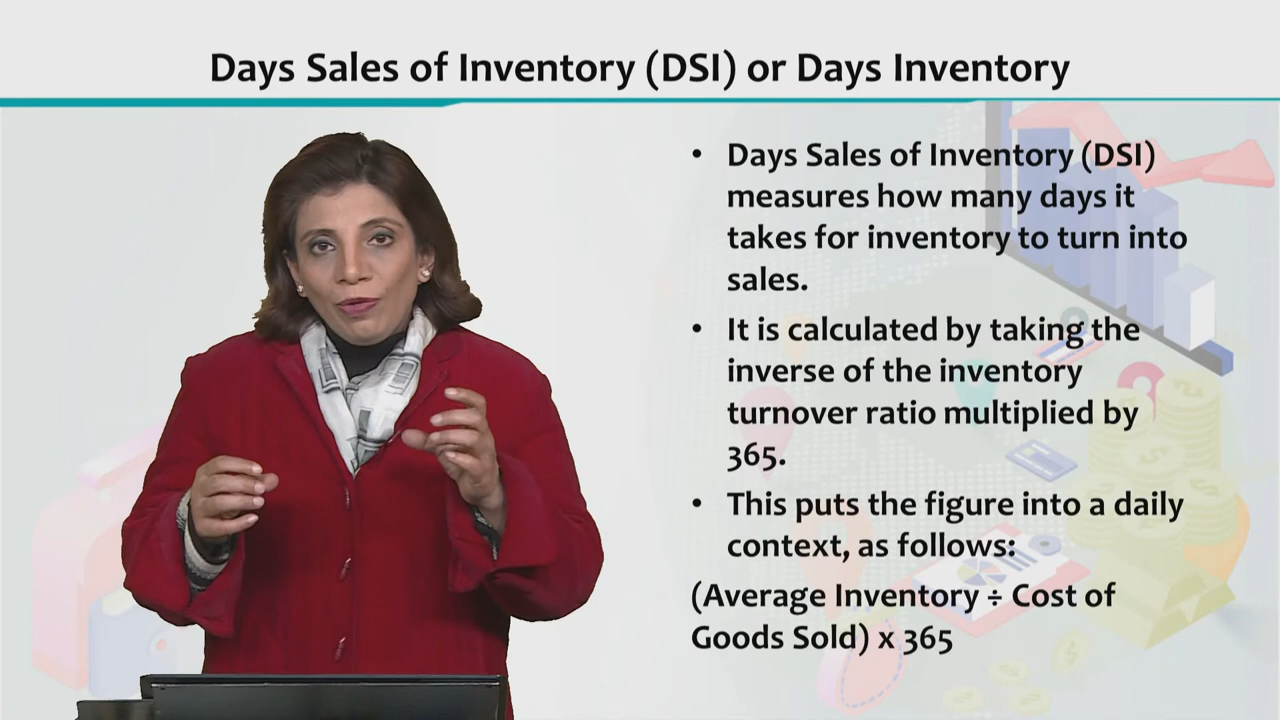 Days Sales of Inventory (DSI) or Days Inventory
• Days Sales of Inventory (DSI)
measures how many days it
takes for inventory to turn into
sales.
• It is calculated by taking the
inverse of the inventory
turnover ratio multiplied by
365.
• This puts the figure into a daily
context, as follows:
(Average Inventory ÷ Cost of
Goods Sold) x 365